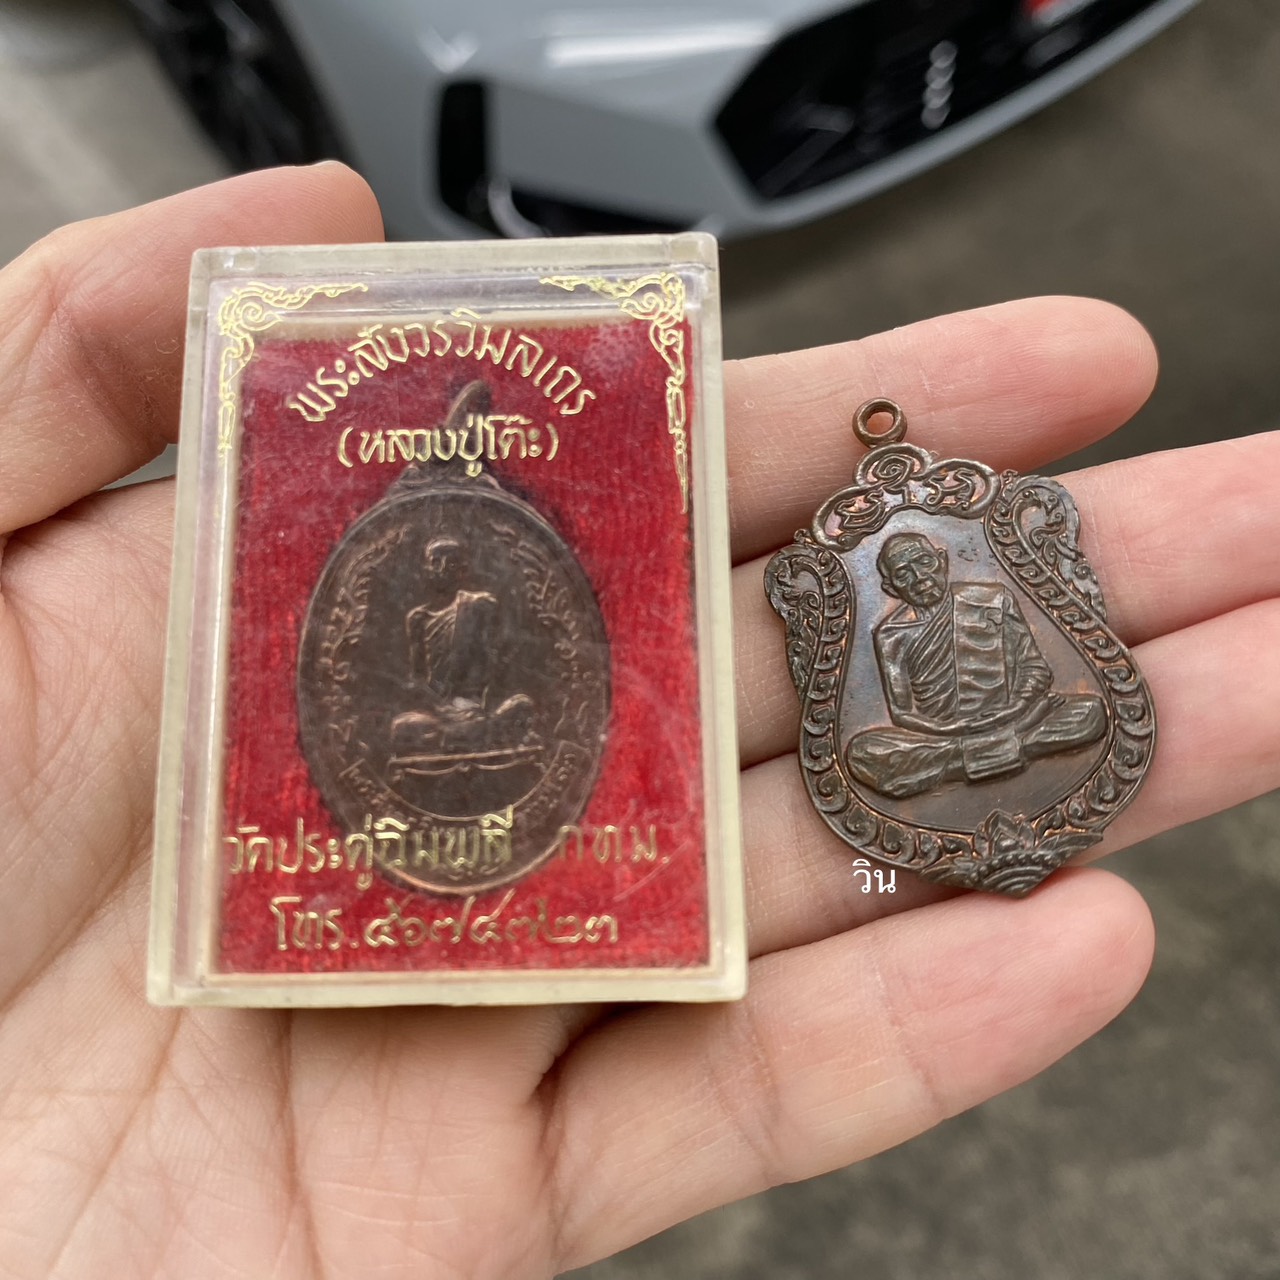 พระสังวรวิมลเถร
(หลวงปู่โต๊ะ)
วัดประดู่ฉิมพลี กทม.
โทร. ๔๖๗๔๗๒๓
วิน